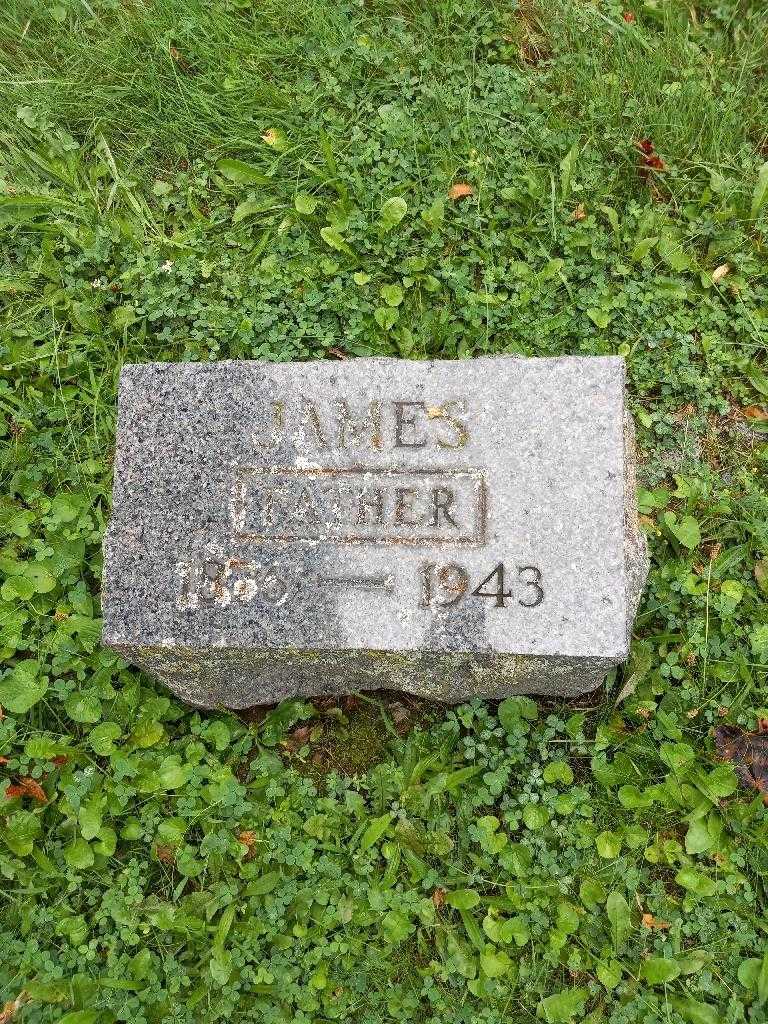 JAMES
FATHER
— 1943